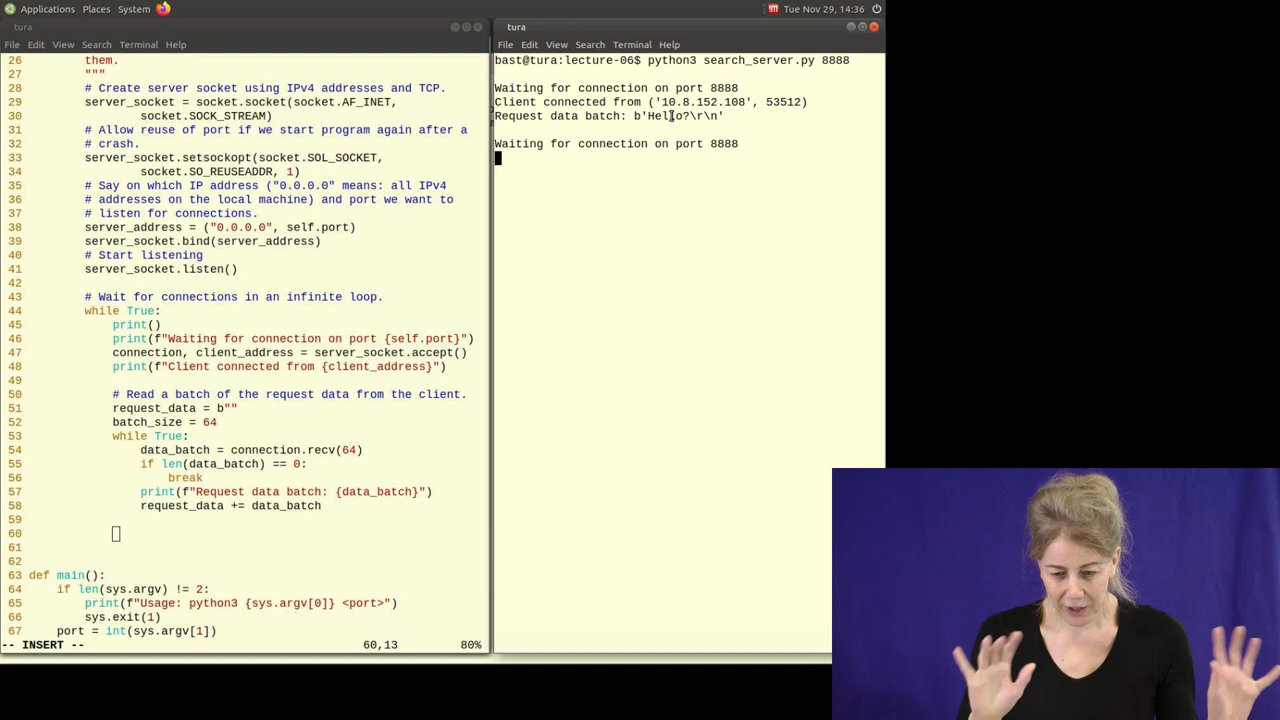 Applications Places System
Tue Nov 29, 14:36
tura
File Edit View Search Terminal Help
26 them.
27 """
28 # Create server socket using IPv4 addresses and TCP.
29 server_socket = socket.socket(socket.AF_INET,
30 socket.SOCK_STREAM)
31 # Allow reuse of port if we start program again after a
32 # crash.
33 server_socket.setsockopt(socket.SOL_SOCKET,
34 socket.SO_REUSEADDR, 1)
35 # Say on which IP address ("0.0.0.0" means: all IPv4
36 # addresses on the local machine) and port we want to
37 # listen for connections.
38 server_address = ("0.0.0.0", self.port)
39 server_socket.bind(server_address)
40 # Start listening
41 server_socket.listen()
42
43 # Wait for connections in an infinite loop.
44 while True:
45 print()
46 print(f"Waiting for connection on port {self.port}")
47 connection, client_address = server_socket.accept()
48 print(f"Client connected from {client_address}")
49
50 # Read a batch of the request data from the client.
51 request_data = b""
52 batch_size = 64
53 while True:
54 data_batch = connection.recv(64)
55 if len(data_batch) == 0:
56 break
57 print(f"Request data batch: {data_batch}")
58 request_data += data_batch
59
60
61
62
63 def main():
64 if len(sys.argv) != 2:
65 print(f"Usage: python3 {sys.argv[0]} <port>")
66 sys.exit(1)
67 port = int(sys.argv[1])
-- INSERT -- 60,13 80%
tura
File Edit View Search Terminal Help
bast@tura:lecture-06$ python3 search_server.py 8888
Waiting for connection on port 8888
Client connected from ('10.8.152.108', 53512)
Request data batch: b'Hello?\r\n'
Waiting for connection on port 8888